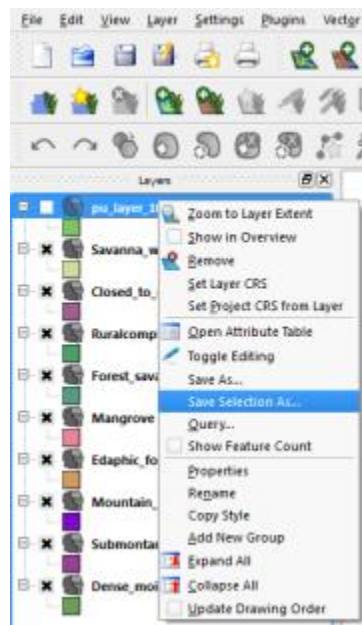 File Edit View Layer Settings Plugins Vector
Layers
pu_layer_1
Savanna_w
Closed_to_
Ruralcomp
Forest_sava
Mangrove
Edaphic_fo
Mountain_
Submontar
Dense_moi
Zoom to Layer Extent
Show in Overview
Remove
Set Layer CRS
Set Project CRS from Layer
Open Attribute Table
Toggle Editing
Save As...
Save Selection As...
Query...
Show Feature Count
Properties
Rename
Copy Style
Add New Group
Expand All
Collapse All
Update Drawing Order